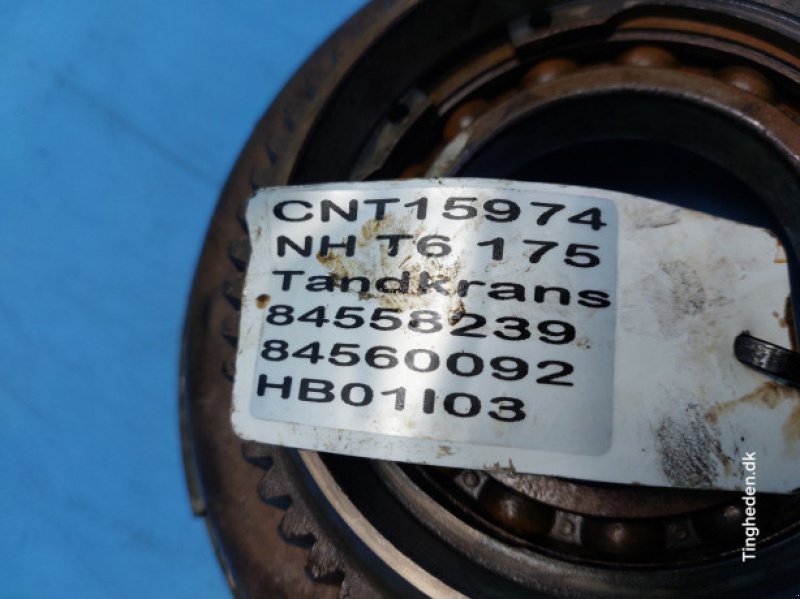 CNT15974
NH T6 175
Tandkrans
84558239
84560092
HB01I03
Tingheden.dk